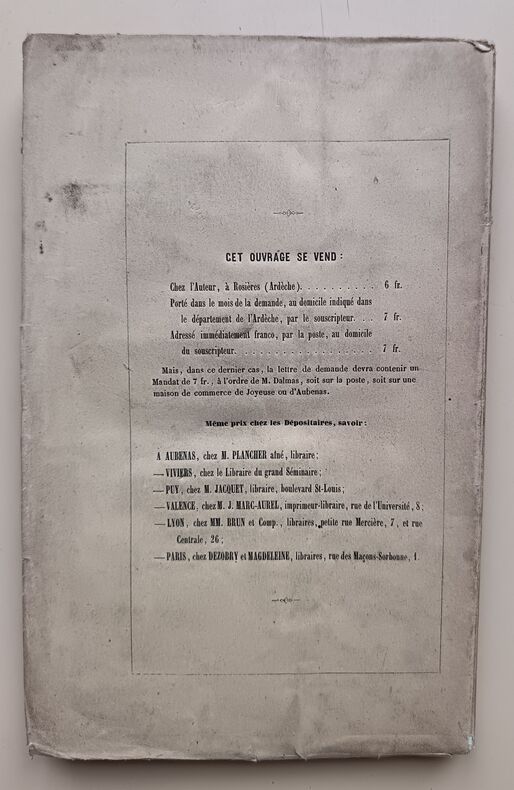 CET OUVRAGE SE VEND :
Chez l'Auteur, à Rosières (Ardèche). . . . . . . . . . 6 fr.
Porté dans le mois de la demande, au domicile indiqué dans
le département de l'Ardèche, par le souscripteur. . . 7 fr.
Adressé immédiatement franco, par la poste, au domicile
du souscripteur. . . . . . . . . . . . . . . . . . 7 fr.
Mais, dans ce dernier cas, la lettre de demande devra contenir un
Mandat de 7 fr., à l'ordre de M. Dalmas, soit sur la poste, soit sur une
maison de commerce de Joyeuse ou d'Aubenas.
Même prix chez les Dépositaires, savoir :
A AUBENAS, chez M. PLANCHER aîné, libraire ;
— VIVIERS, chez le Libraire du grand Séminaire ;
— PUY, chez M. JACQUET, libraire, boulevard St-Louis ;
— VALENCE, chez M. J. MARC-AUREL, imprimeur-libraire, rue de l'Université, 8 ;
— LYON, chez MM. BRUN et Comp., libraires, petite rue Mercière, 7, et rue
Centrale, 26 ;
— PARIS, chez DEZOBRY et MAGDELEINE, libraires, rue des Maçons-Sorbonne, 1.